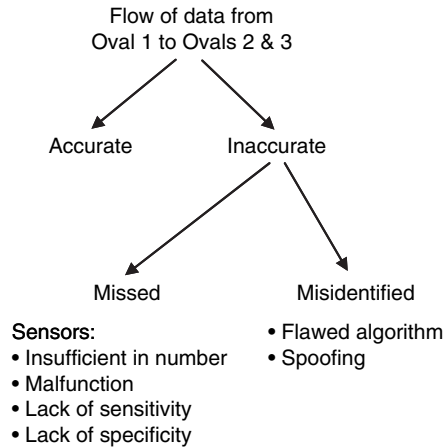 Flow of data from
Oval 1 to Ovals 2 & 3
Accurate
Inaccurate
Missed
Misidentified
Sensors:
• Insufficient in number
• Malfunction
• Lack of sensitivity
• Lack of specificity
• Flawed algorithm
• Spoofing